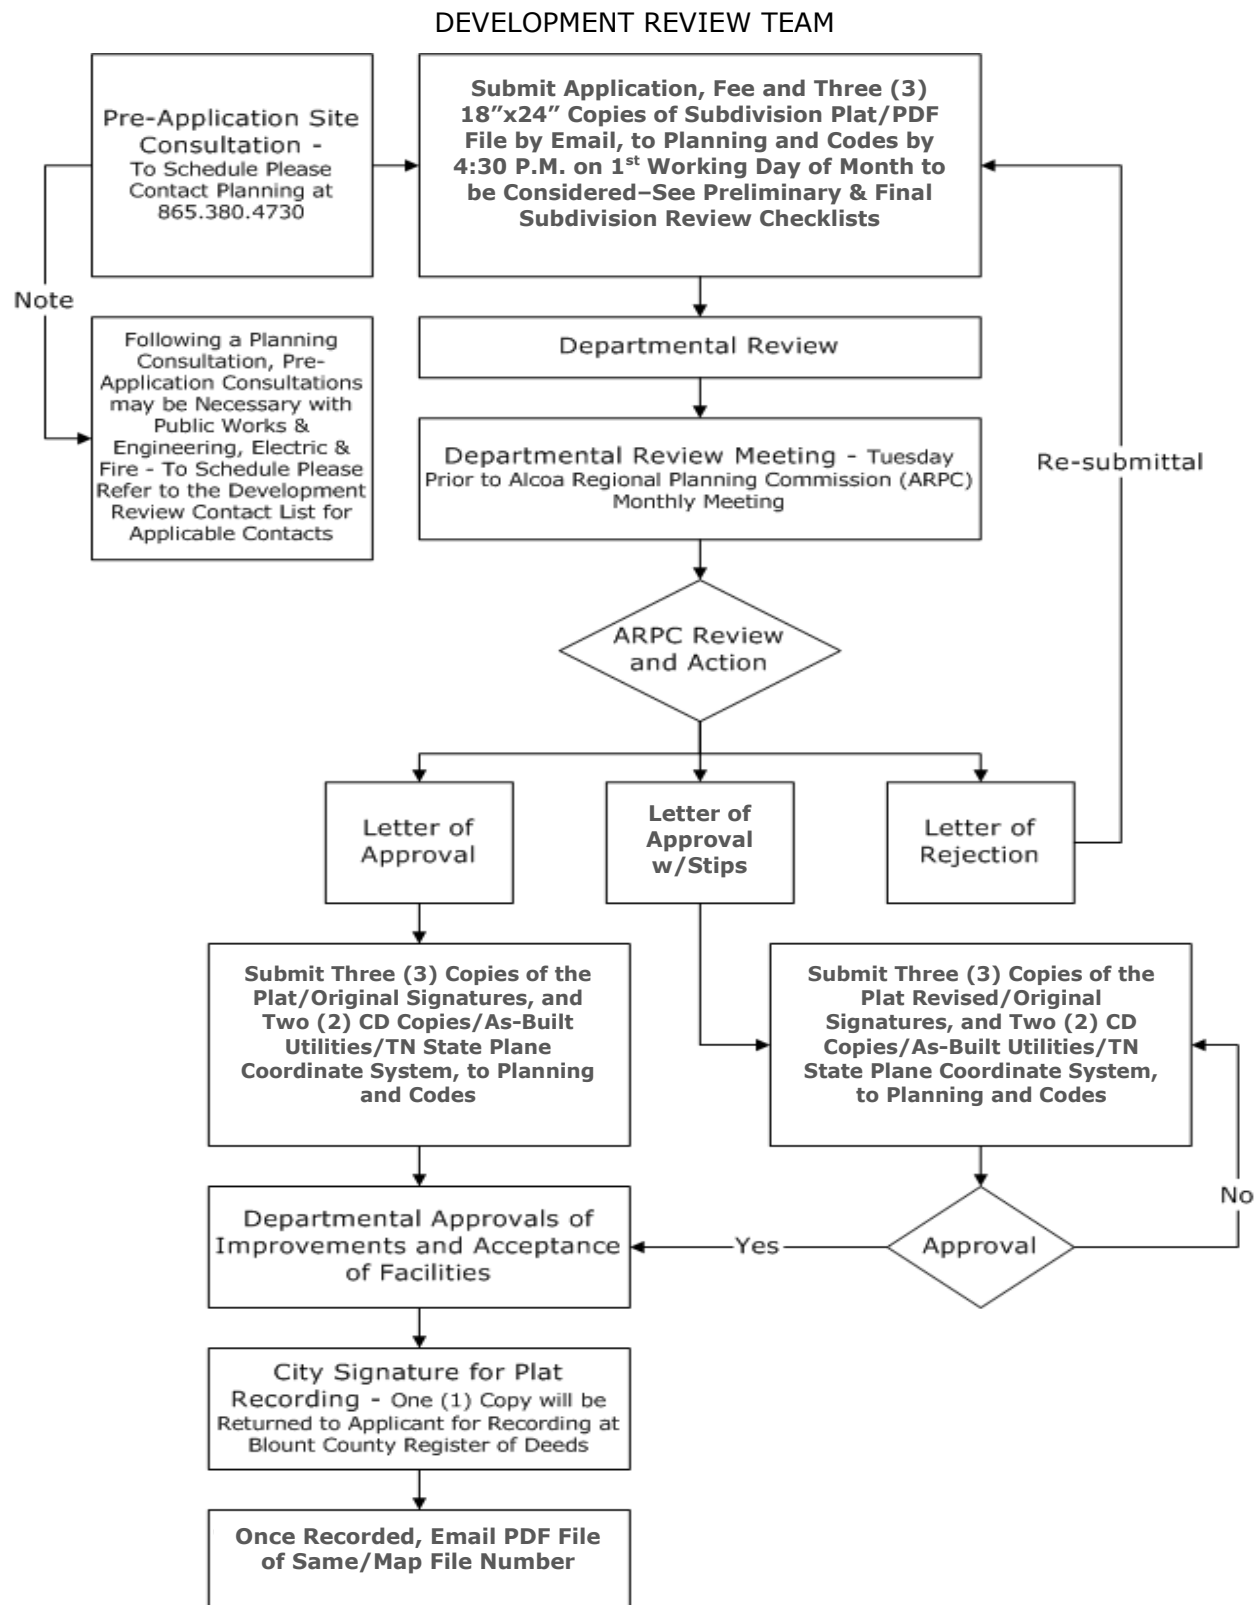 DEVELOPMENT REVIEW TEAM
Pre-Application Site
Consultation -
To Schedule Please
Contact Planning at
865.380.4730
Submit Application, Fee and Three (3)
18”x24” Copies of Subdivision Plat/PDF
File by Email, to Planning and Codes by
4:30 P.M. on 1st Working Day of Month to
be Considered–See Preliminary & Final
Subdivision Review Checklists
Note
Following a Planning
Consultation, Pre-
Application Consultations
may be Necessary with
Public Works &
Engineering, Electric &
Fire - To Schedule Please
Refer to the Development
Review Contact List for
Applicable Contacts
Departmental Review
Departmental Review Meeting - Tuesday
Prior to Alcoa Regional Planning Commission (ARPC)
Monthly Meeting
Re-submittal
ARPC Review
and Action
Letter of
Approval
Letter of
Approval
w/Stips
Letter of
Rejection
Submit Three (3) Copies of the
Plat/Original Signatures, and
Two (2) CD Copies/As-Built
Utilities/TN State Plane
Coordinate System, to Planning
and Codes
Submit Three (3) Copies of the
Plat Revised/Original
Signatures, and Two (2) CD
Copies/As-Built Utilities/TN
State Plane Coordinate System,
to Planning and Codes
Departmental Approvals of
Improvements and Acceptance
of Facilities
Yes
Approval
No
City Signature for Plat
Recording - One (1) Copy will be
Returned to Applicant for Recording at
Blount County Register of Deeds
Once Recorded, Email PDF File
of Same/Map File Number